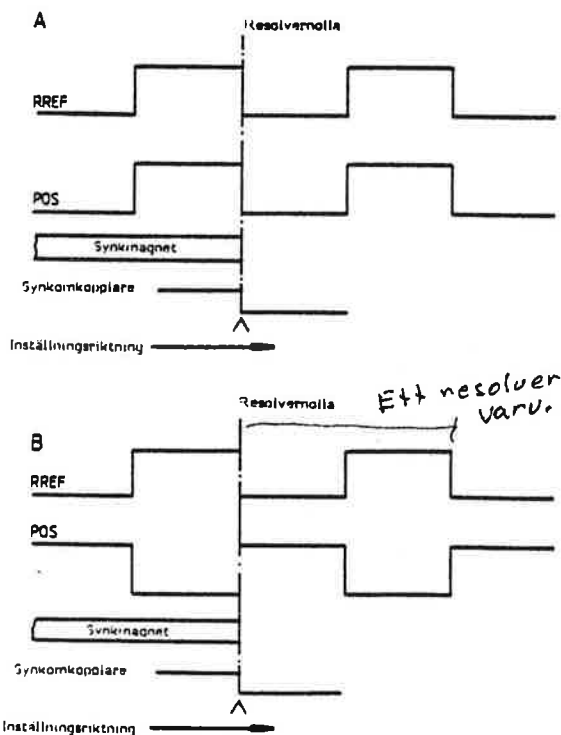 A
Resolvernolla
RREF
POS
Synkmagnet
Synkomkopplare
Inställningsriktning
Resolvernolla
Ett resolver
varv.
B
RREF
POS
Synkmagnet
Synkomkopplare
Inställningsriktning